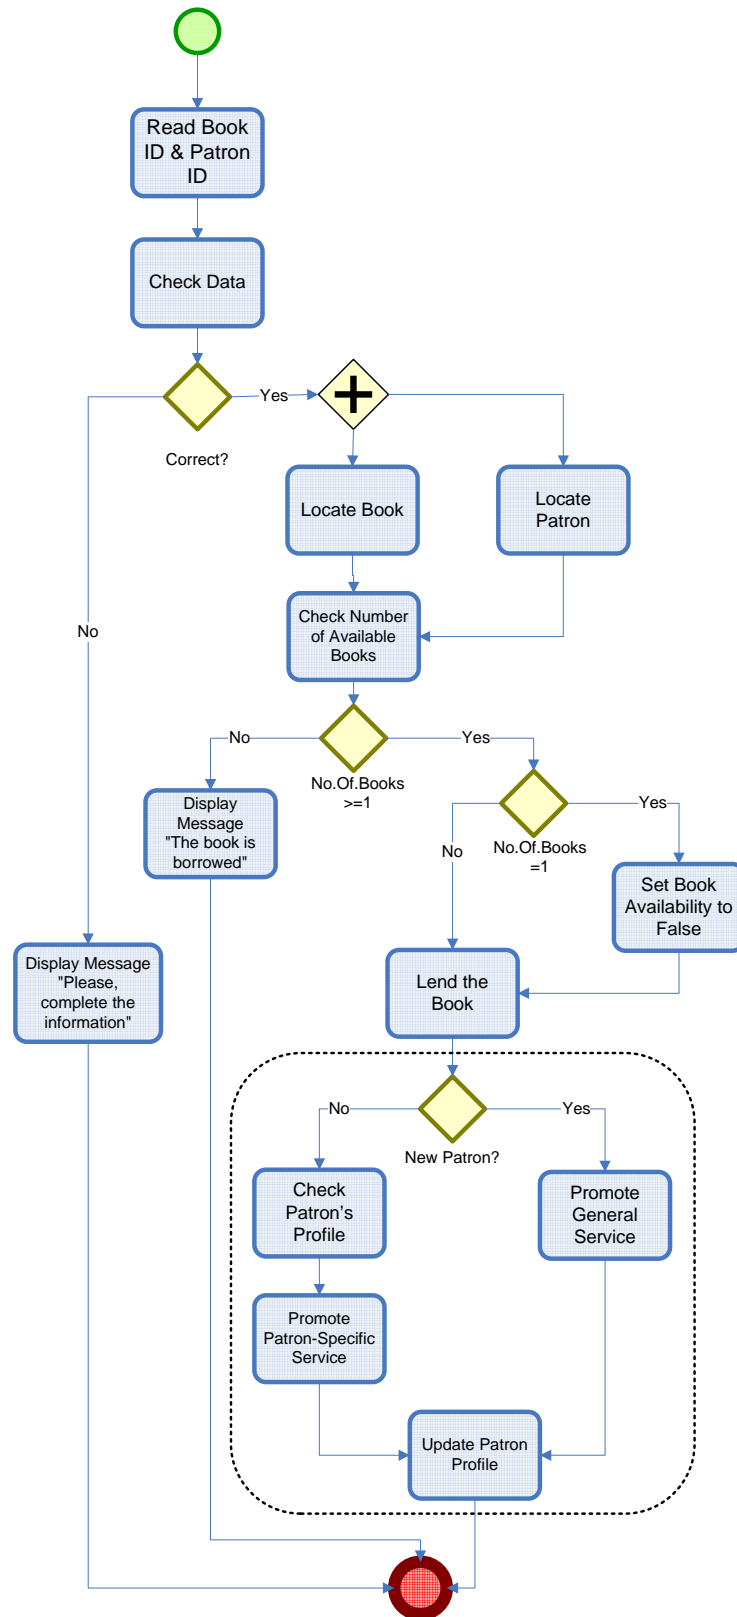 Read Book
ID & Patron
ID
Check Data
Yes
Correct?
Locate Book
Locate
Patron
No
Check Number
of Available
Books
No
Yes
No.Of.Books
>=1
Display
Message
"The book is
borrowed"
Yes
No
No.Of.Books
=1
Set Book
Availability to
False
Display Message
"Please,
complete the
information"
Lend the
Book
No
Yes
New Patron?
Check
Patron’s
Profile
Promote
General
Service
Promote
Patron-Specific
Service
Update Patron
Profile